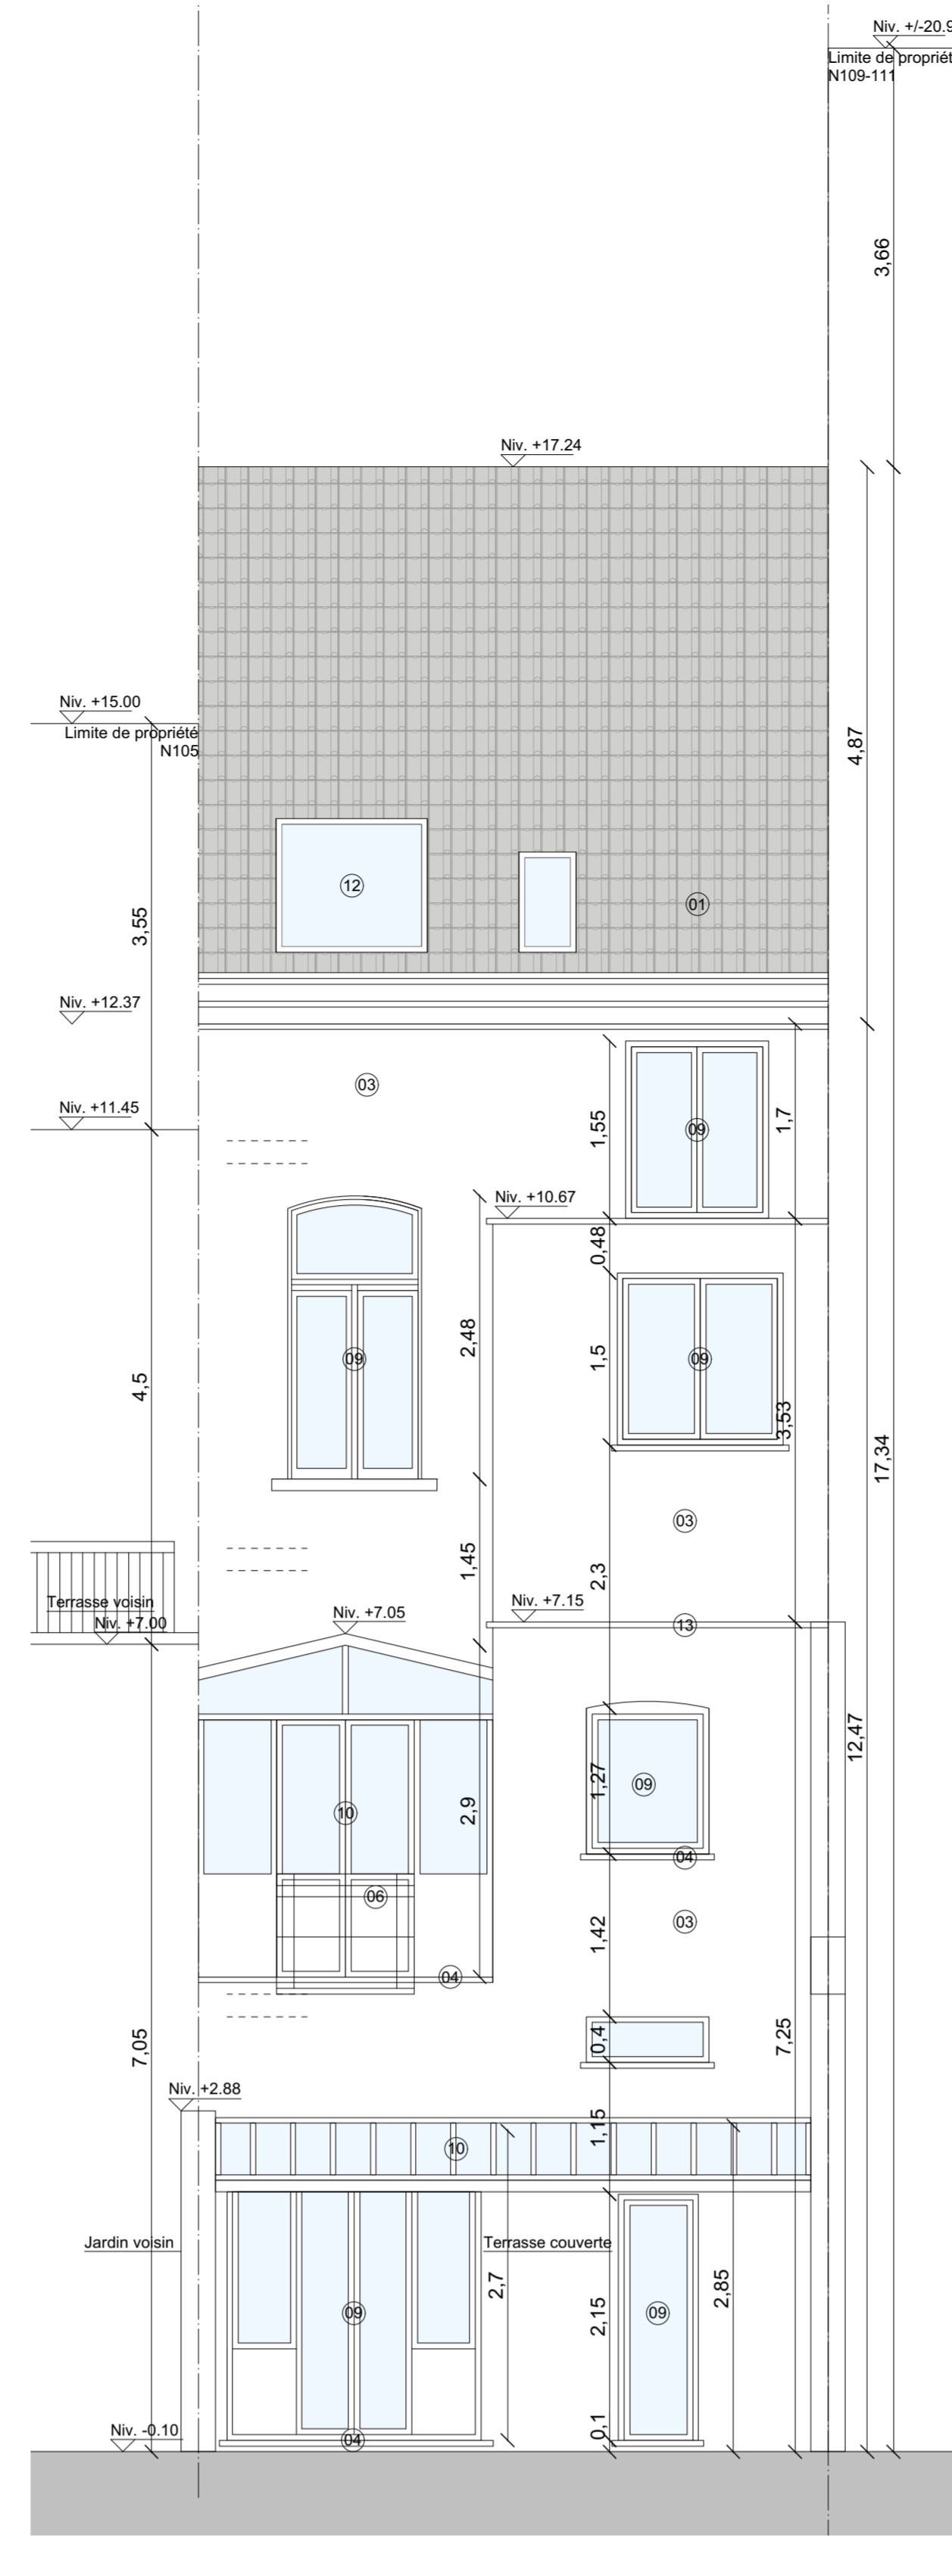 Niv. +/-20.9
Limite de propriét
N109-111
3,66
Niv. +17.24
Niv. +15.00
Limite de propriété
N105
4,87
12
01
3,55
Niv. +12.37
03
1,55
09
1,7
Niv. +11.45
Niv. +10.67
0,48
2,48
09
1,5
09
4,5
3,53
17,34
03
1,45
2,3
Terrasse voisin
Niv. +7.00
Niv. +7.05
Niv. +7.15
13
12,47
1,27
09
10
2,9
04
06
03
1,42
04
7,05
0,4
7,25
Niv. +2.88
1,15
10
Jardin voisin
Terrasse couverte
2,7
2,85
09
2,15
09
0,1
Niv. -0.10
04